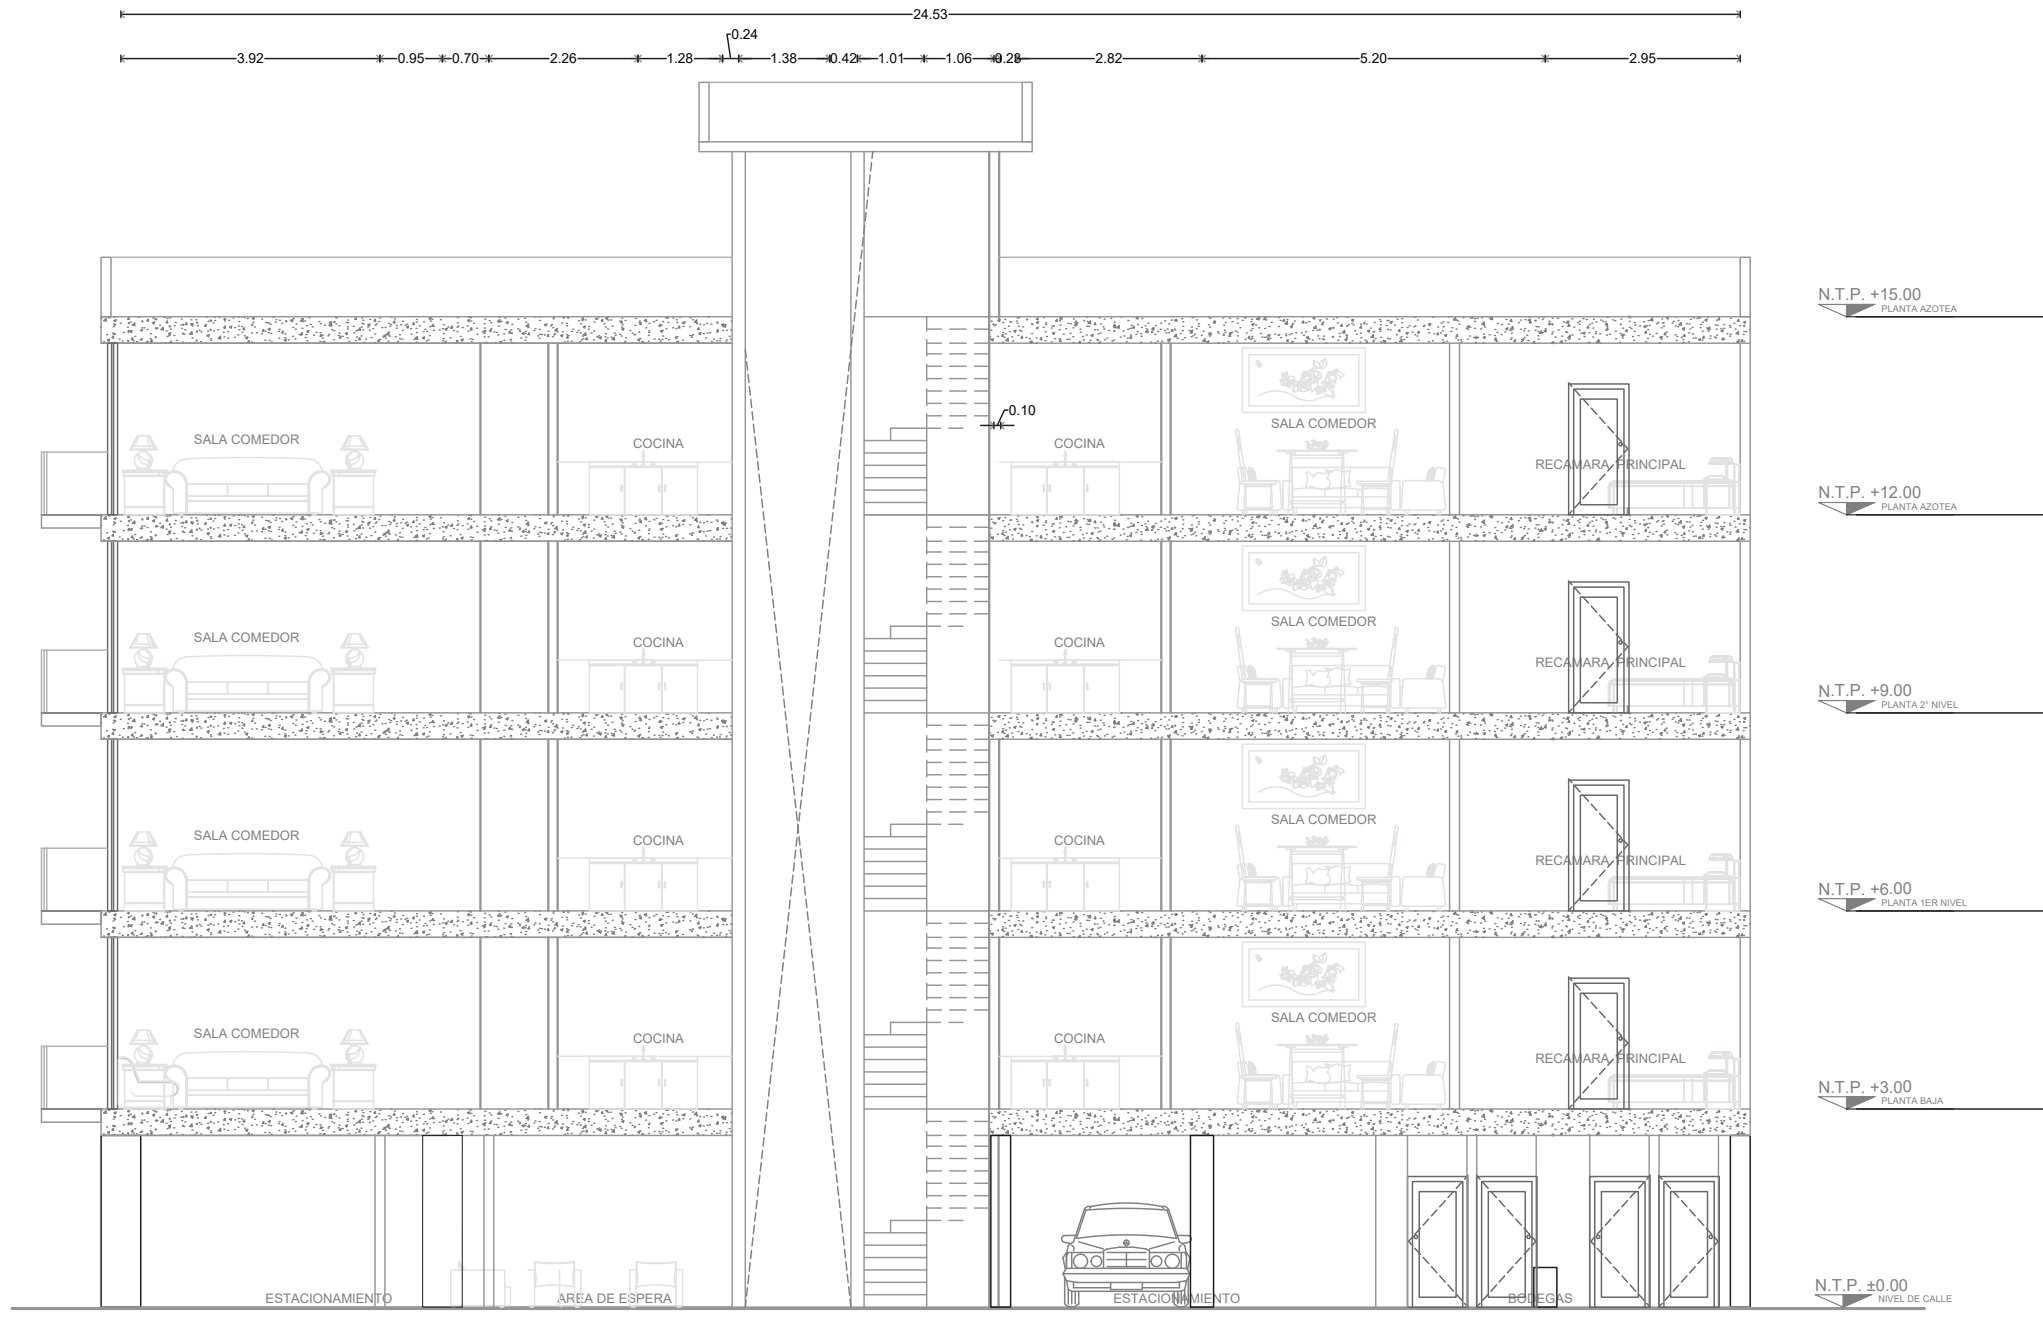 24.53
0.24
3.92 0.95 0.70 2.26 1.28 1.38 0.42 1.01 1.06 2.82 5.20 2.95
N.T.P. +15.00
PLANTA AZOTEA
0.10
SALA COMEDOR COCINA COCINA SALA COMEDOR RECAMARA PRINCIPAL
N.T.P. +12.00
PLANTA AZOTEA
SALA COMEDOR COCINA COCINA SALA COMEDOR RECAMARA PRINCIPAL
N.T.P. +9.00
PLANTA 2° NIVEL
SALA COMEDOR COCINA COCINA SALA COMEDOR RECAMARA PRINCIPAL
N.T.P. +6.00
PLANTA 1ER NIVEL
SALA COMEDOR COCINA COCINA SALA COMEDOR RECAMARA PRINCIPAL
N.T.P. +3.00
PLANTA BAJA
ESTACIONAMIENTO AREA DE ESPERA ESTACIONAMIENTO BODEGAS
N.T.P. ±0.00
NIVEL DE CALLE